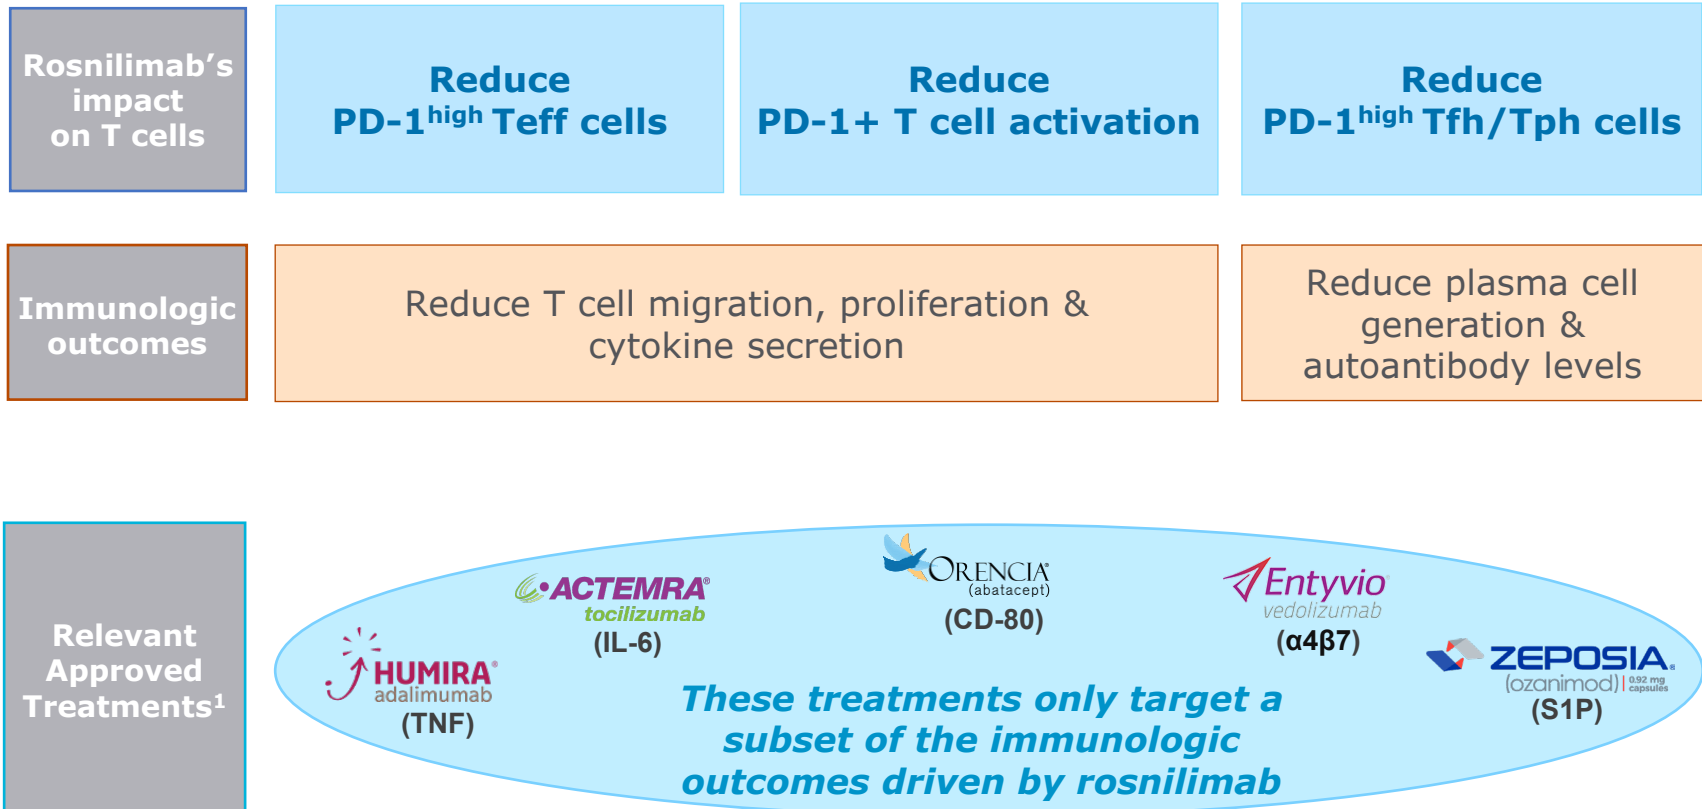 Rosnilimab's
impact
on T cells
Reduce
PD-1high Teff cells
Reduce
PD-1+ T cell activation
Reduce
PD-1high Tfh/Tph cells
Immunologic
outcomes
Reduce T cell migration, proliferation &
cytokine secretion
Reduce plasma cell
generation &
autoantibody levels
Relevant
Approved
Treatments1
HUMIRA®
adalimumab
(TNF)
ACTEMRA®
tocilizumab
(IL-6)
ORENCIA®
(abatacept)
(CD-80)
Entyvio®
vedolizumab
(α4β7)
ZEPOSIA®
(ozanimod) | 0.92 mg
capsules
(S1P)
These treatments only target a
subset of the immunologic
outcomes driven by rosnilimab